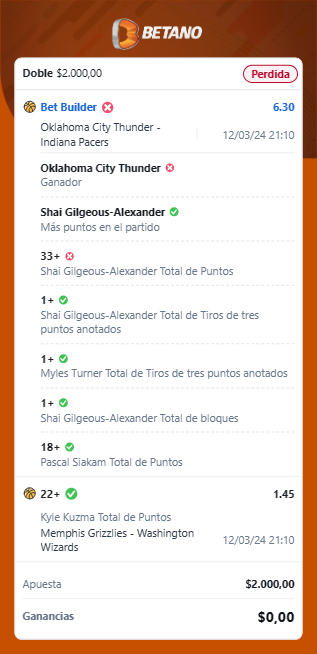 BETANO
Doble $2.000,00 Perdida
Bet Builder 6.30
Oklahoma City Thunder -
Indiana Pacers
12/03/24 21:10
Oklahoma City Thunder
Ganador
Shai Gilgeous-Alexander
Más puntos en el partido
33+
Shai Gilgeous-Alexander Total de Puntos
1+
Shai Gilgeous-Alexander Total de Tiros de tres
puntos anotados
1+
Myles Turner Total de Tiros de tres puntos anotados
1+
Shai Gilgeous-Alexander Total de bloques
18+
Pascal Siakam Total de Puntos
22+ 1.45
Kyle Kuzma Total de Puntos
Memphis Grizzlies - Washington
Wizards
12/03/24 21:10
Apuesta $2.000,00
Ganancias $0,00